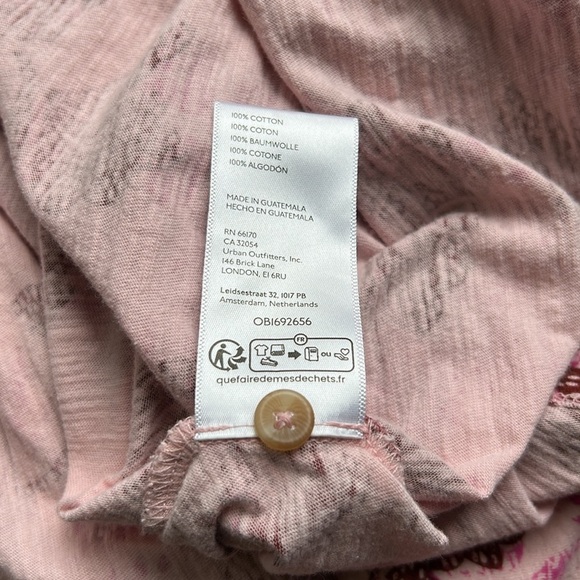 100% COTTON
100% COTON
100% BAUMWOLLE
100% COTONE
100% ALGODÓN
MADE IN GUATEMALA
HECHO EN GUATEMALA
RN 66170
CA 32054
Urban Outfitters, Inc.
146 Brick Lane
LONDON, E1 6RU
Leidsestraat 32, 1017 PB
Amsterdam, Netherlands
OB1692656
FR
ou
quefairedemesdechets.fr